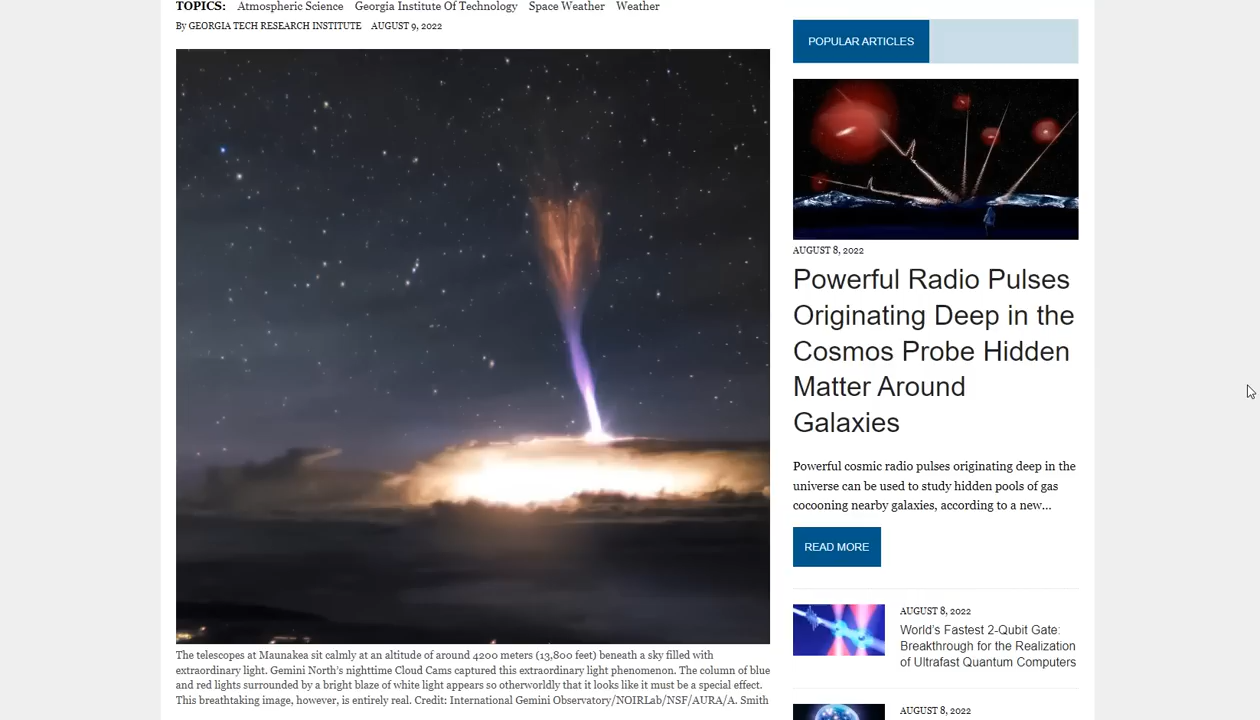 TOPICS: Atmospheric Science Georgia Institute Of Technology Space Weather Weather
By GEORGIA TECH RESEARCH INSTITUTE AUGUST 9, 2022
The telescopes at Maunakea sit calmly at an altitude of around 4200 meters (13,800 feet) beneath a sky filled with
extraordinary light. Gemini North's nighttime Cloud Cams captured this extraordinary light phenomenon. The column of blue
and red lights surrounded by a bright blaze of white light appears so otherworldly that it looks like it must be a special effect.
This breathtaking image, however, is entirely real. Credit: International Gemini Observatory/NOIRLab/NSF/AURA/A. Smith
POPULAR ARTICLES
AUGUST 8, 2022
Powerful Radio Pulses
Originating Deep in the
Cosmos Probe Hidden
Matter Around
Galaxies
Powerful cosmic radio pulses originating deep in the
universe can be used to study hidden pools of gas
cocooning nearby galaxies, according to a new...
READ MORE
AUGUST 8, 2022
World's Fastest 2-Qubit Gate:
Breakthrough for the Realization
of Ultrafast Quantum Computers
AUGUST 8, 2022